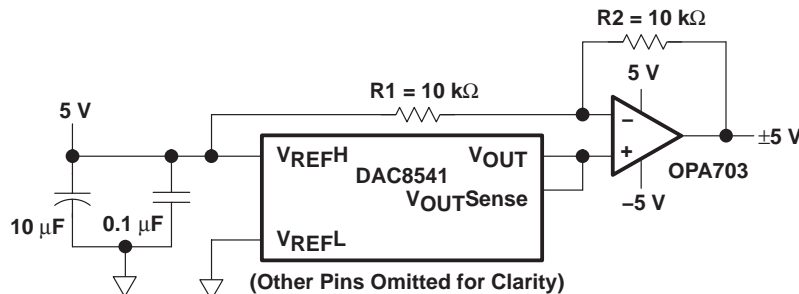 R2 = 10 kΩ
5 V
R1 = 10 kΩ
5 V
–
+
±5 V
OPA703
–5 V
VREFH
VOUT
DAC8541
VOUTSense
VREFL
10 µF
0.1 µF
(Other Pins Omitted for Clarity)